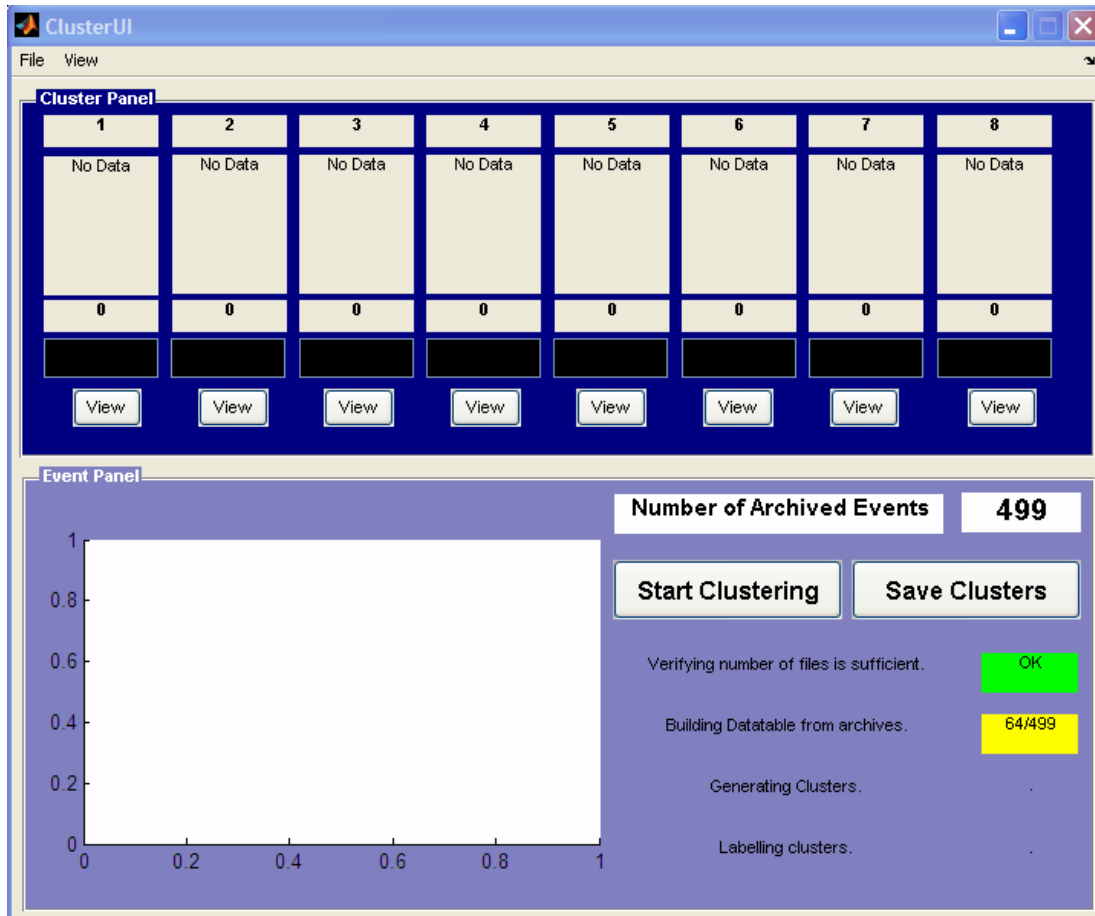 ClusterUI
File View
Cluster Panel
1 2 3 4 5 6 7 8
No Data No Data No Data No Data No Data No Data No Data No Data
0 0 0 0 0 0 0 0
View View View View View View View View
Event Panel
Number of Archived Events 499
Start Clustering Save Clusters
Verifying number of files is sufficient. OK
Building Datatable from archives. 64/499
Generating Clusters. .
Labelling clusters. .
1
0.8
0.6
0.4
0.2
0
0 0.2 0.4 0.6 0.8 1